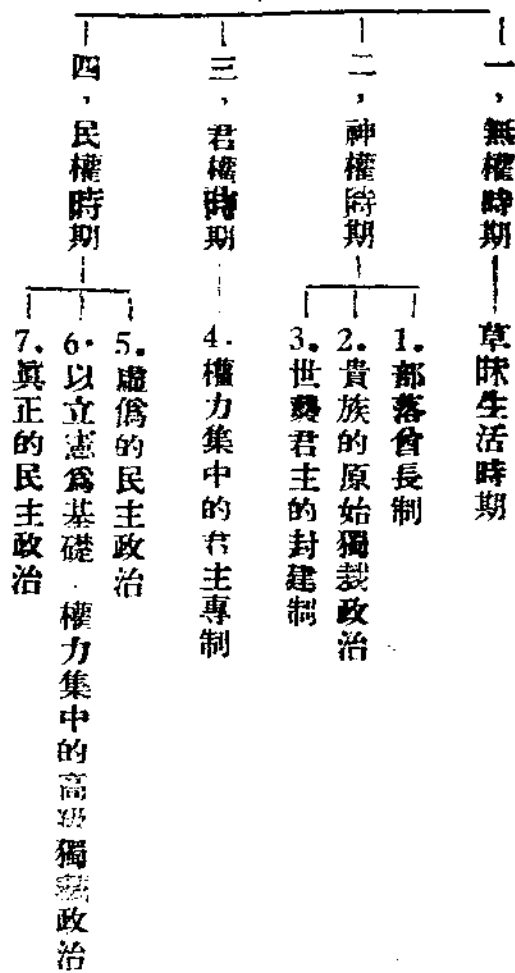 一，無權時期
草昧生活時期
二，神權時期
1．部落酋長制
2．貴族的原始獨裁政治
3．世襲君主的封建制
三，君權時期
4．權力集中的君主專制
四，民權時期
5．虛僞的民主政治
6．以立憲爲基礎．權力集中的高級獨裁政治
7．眞正的民主政治